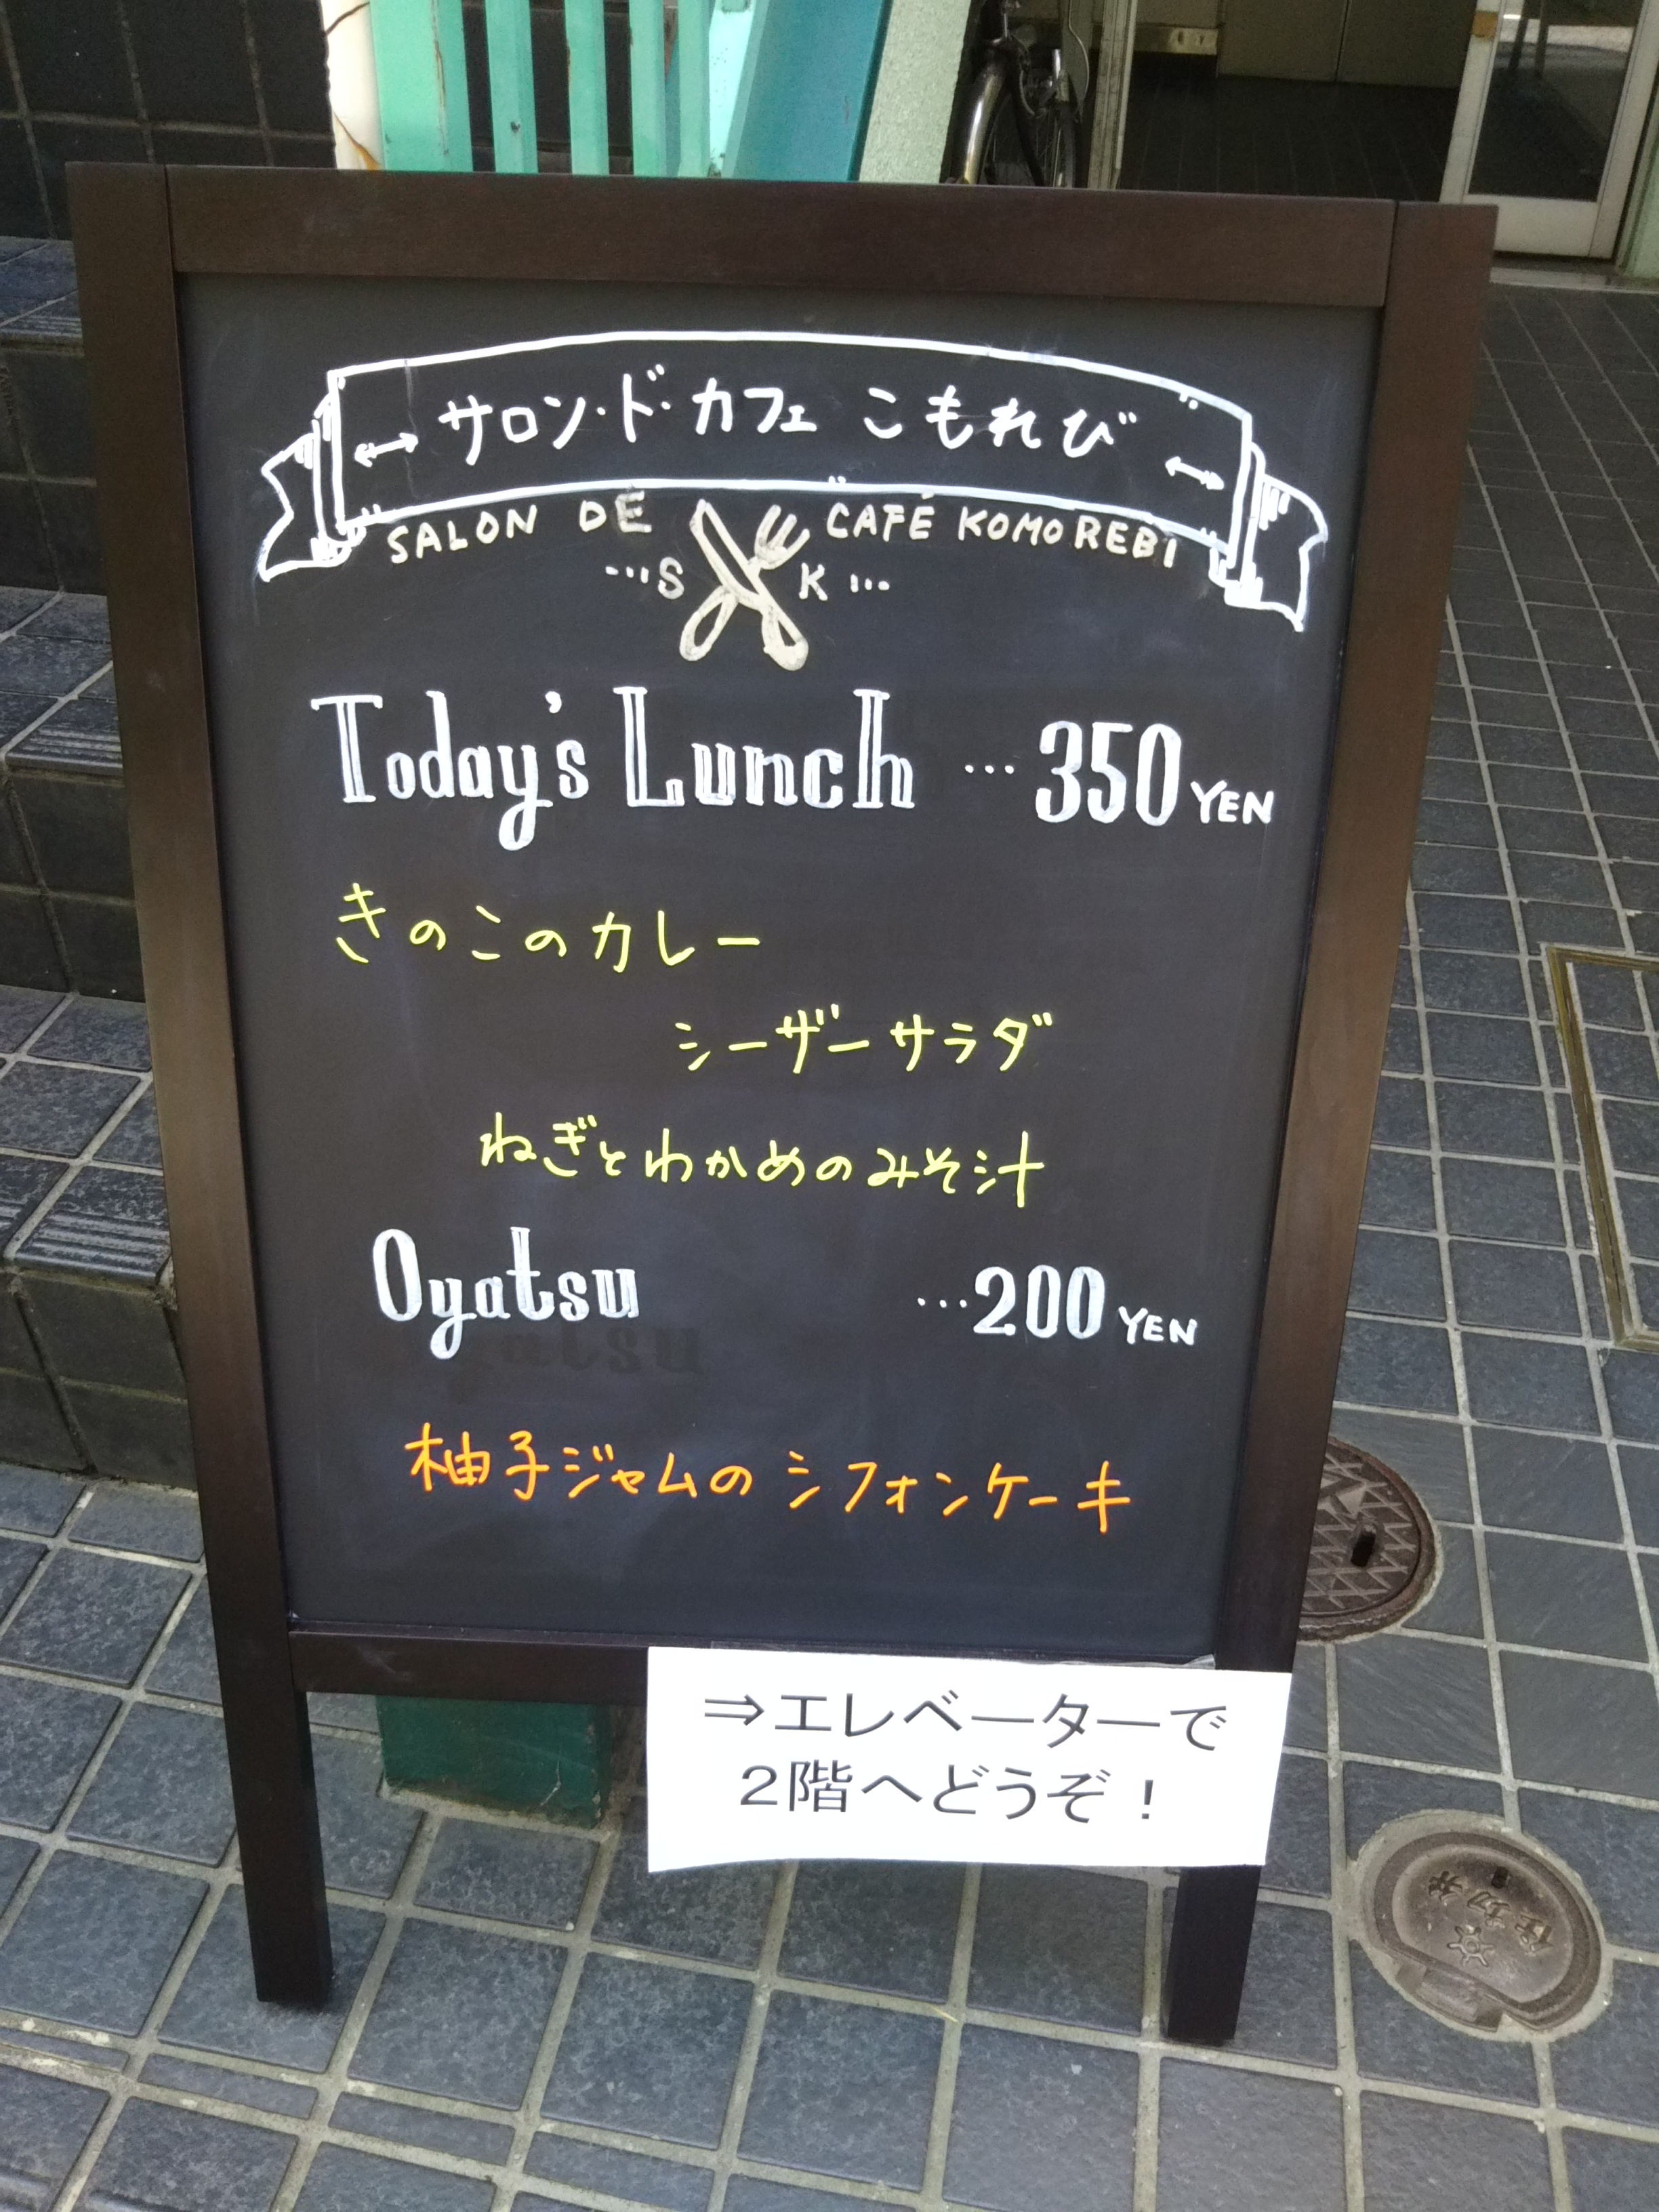 サロン・ド・カフェ こもれび
SALON DE CAFÉ KOMOREBI
…S K…
Today's Lunch …350 YEN
きのこのカレー
シーザーサラダ
ねぎとわかめのみそ汁
Oyatsu …200 YEN
柚子ジャムのシフォンケーキ
⇒エレベーターで
２階へどうぞ！